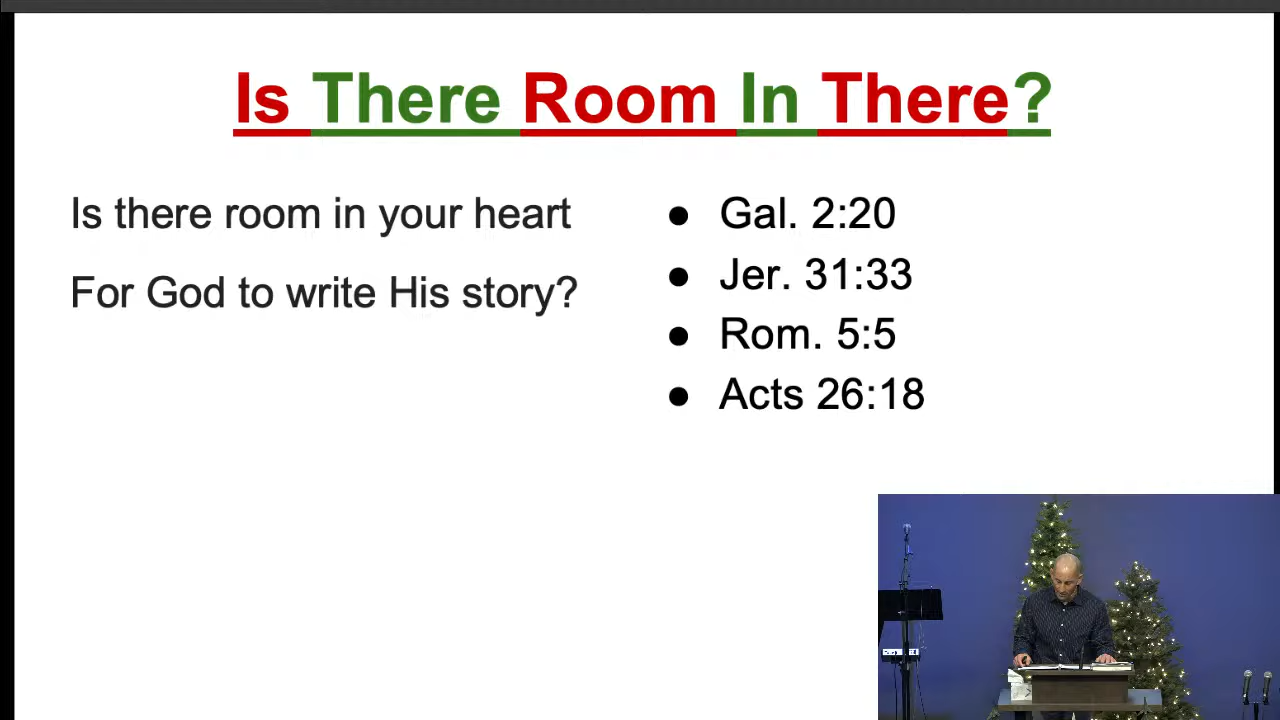 Is There Room In There?
Is there room in your heart
For God to write His story?
● Gal. 2:20
● Jer. 31:33
● Rom. 5:5
● Acts 26:18